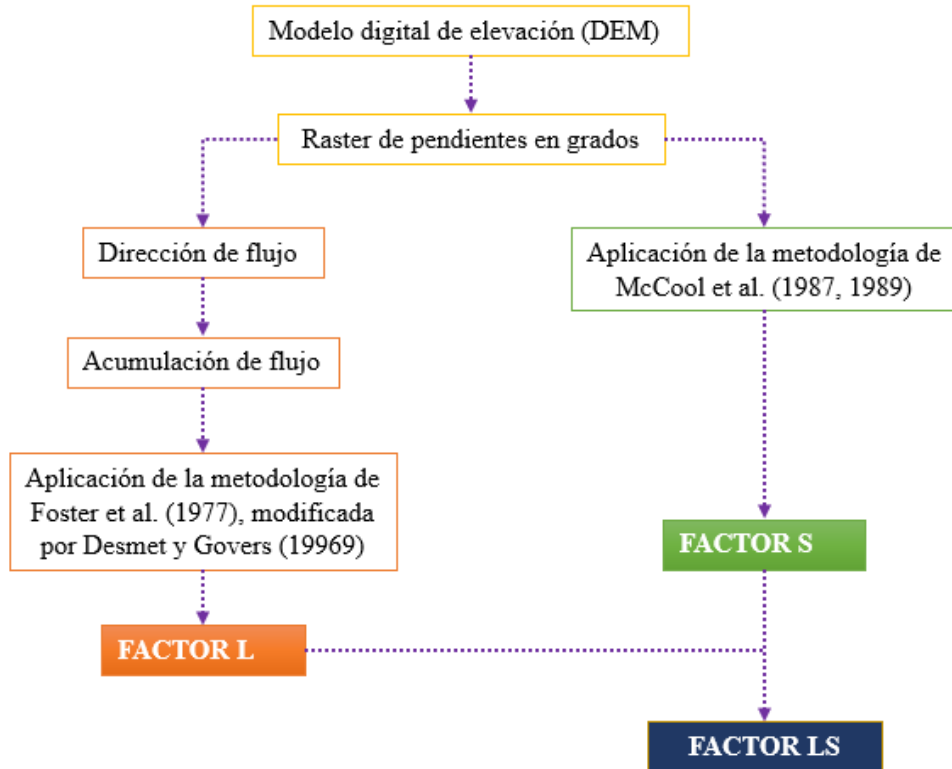 Modelo digital de elevación (DEM)
Raster de pendientes en grados
Dirección de flujo
Acumulación de flujo
Aplicación de la metodología de
Foster et al. (1977), modificada
por Desmet y Govers (19969)
FACTOR L
Aplicación de la metodología de
McCool et al. (1987, 1989)
FACTOR S
FACTOR LS